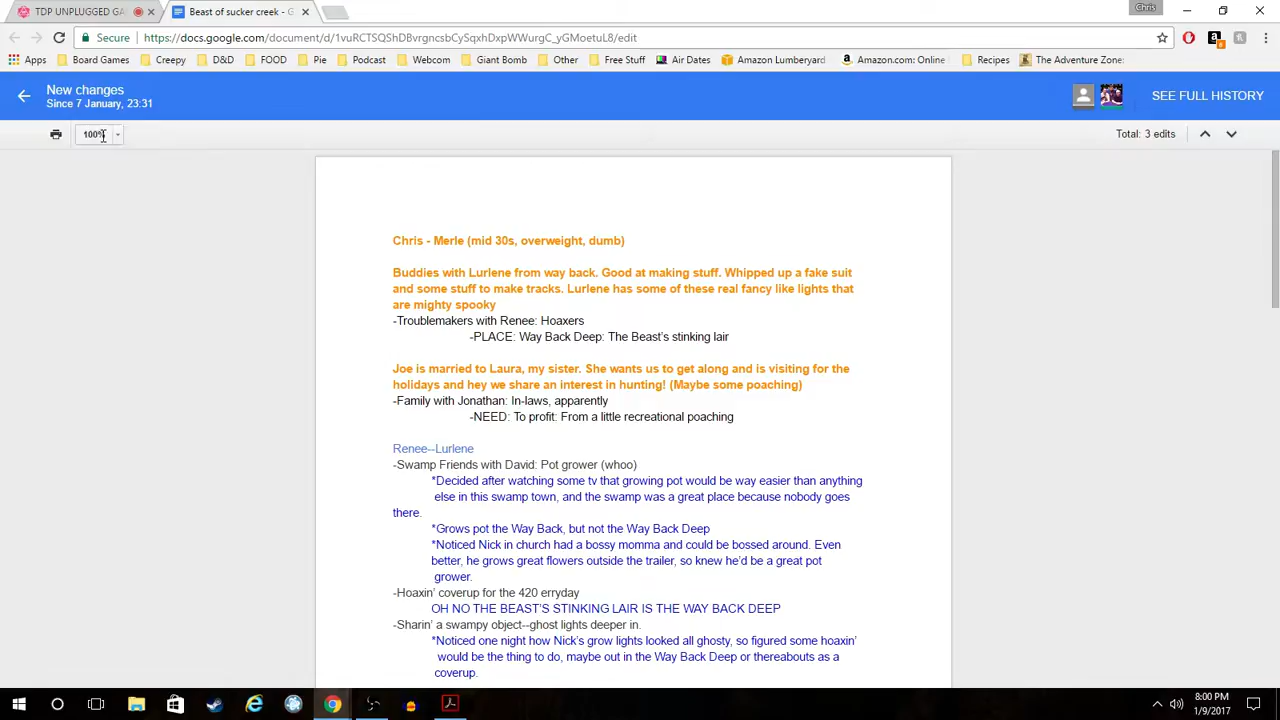 TDP UNPLUGGED GA
Beast of sucker creek - G
Chris
Secure
https://docs.google.com/document/d/1vuRCTSQShDBvrgncsbCySqxhDxpWWurgC_yGMoetuL8/edit
Apps Board Games Creepy D&D FOOD Pie Podcast Webcom Giant Bomb Other Free Stuff Air Dates Amazon Lumberyard Amazon.com: Online Recipes The Adventure Zone:
New changes
Since 7 January, 23:31
SEE FULL HISTORY
100%
Total: 3 edits
Chris - Merle (mid 30s, overweight, dumb)
Buddies with Lurlene from way back. Good at making stuff. Whipped up a fake suit
and some stuff to make tracks. Lurlene has some of these real fancy like lights that
are mighty spooky
-Troublemakers with Renee: Hoaxers
-PLACE: Way Back Deep: The Beast's stinking lair
Joe is married to Laura, my sister. She wants us to get along and is visiting for the
holidays and hey we share an interest in hunting! (Maybe some poaching)
-Family with Jonathan: In-laws, apparently
-NEED: To profit: From a little recreational poaching
Renee--Lurlene
-Swamp Friends with David: Pot grower (whoo)
*Decided after watching some tv that growing pot would be way easier than anything
else in this swamp town, and the swamp was a great place because nobody goes
there.
*Grows pot the Way Back, but not the Way Back Deep
*Noticed Nick in church had a bossy momma and could be bossed around. Even
better, he grows great flowers outside the trailer, so knew he'd be a great pot
grower.
-Hoaxin' coverup for the 420 erryday
OH NO THE BEAST'S STINKING LAIR IS THE WAY BACK DEEP
-Sharin' a swampy object--ghost lights deeper in.
*Noticed one night how Nick's grow lights looked all ghosty, so figured some hoaxin'
would be the thing to do, maybe out in the Way Back Deep or thereabouts as a
coverup.
8:00 PM
1/9/2017